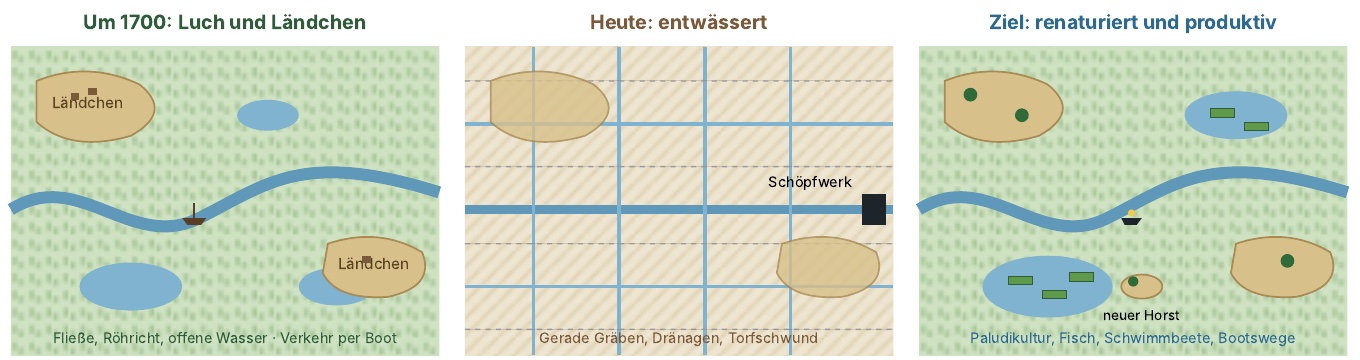 Um 1700: Luch und Ländchen
Heute: entwässert
Ziel: renaturiert und produktiv
Ländchen
Ländchen
Fließe, Röhricht, offene Wasser · Verkehr per Boot
Schöpfwerk
Gerade Gräben, Dränagen, Torfschwund
neuer Horst
Paludikultur, Fisch, Schwimmbeete, Bootswege